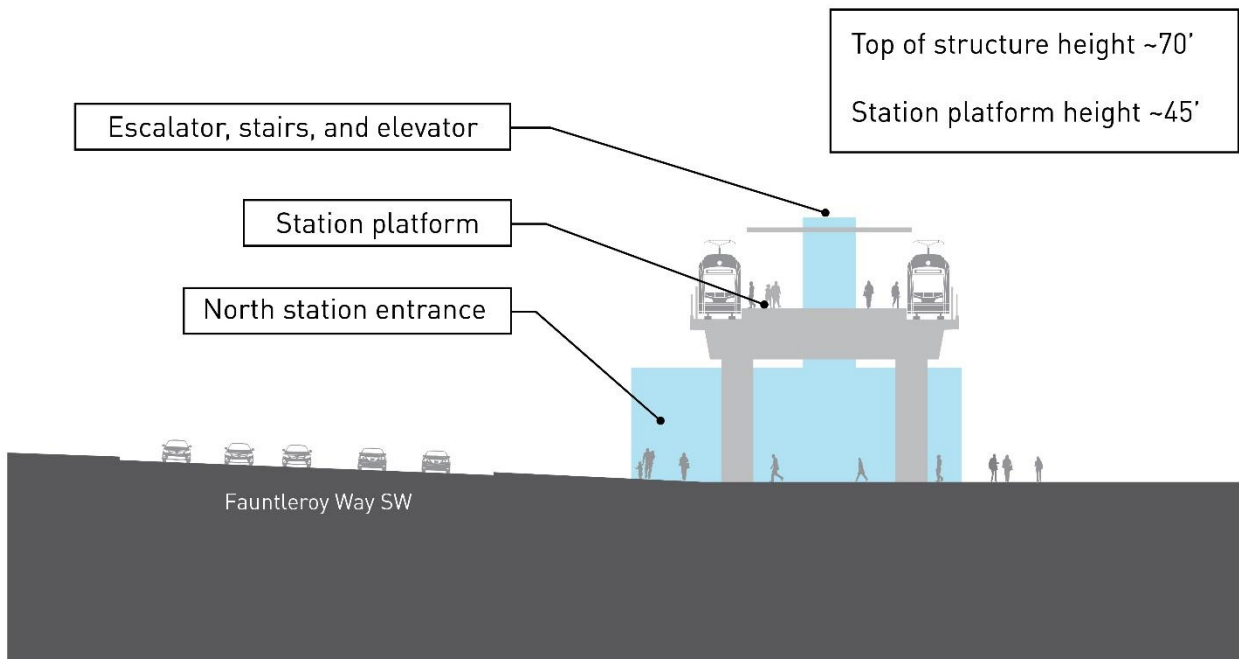 Top of structure height ~70’
Station platform height ~45’
Escalator, stairs, and elevator
Station platform
North station entrance
Fauntleroy Way SW